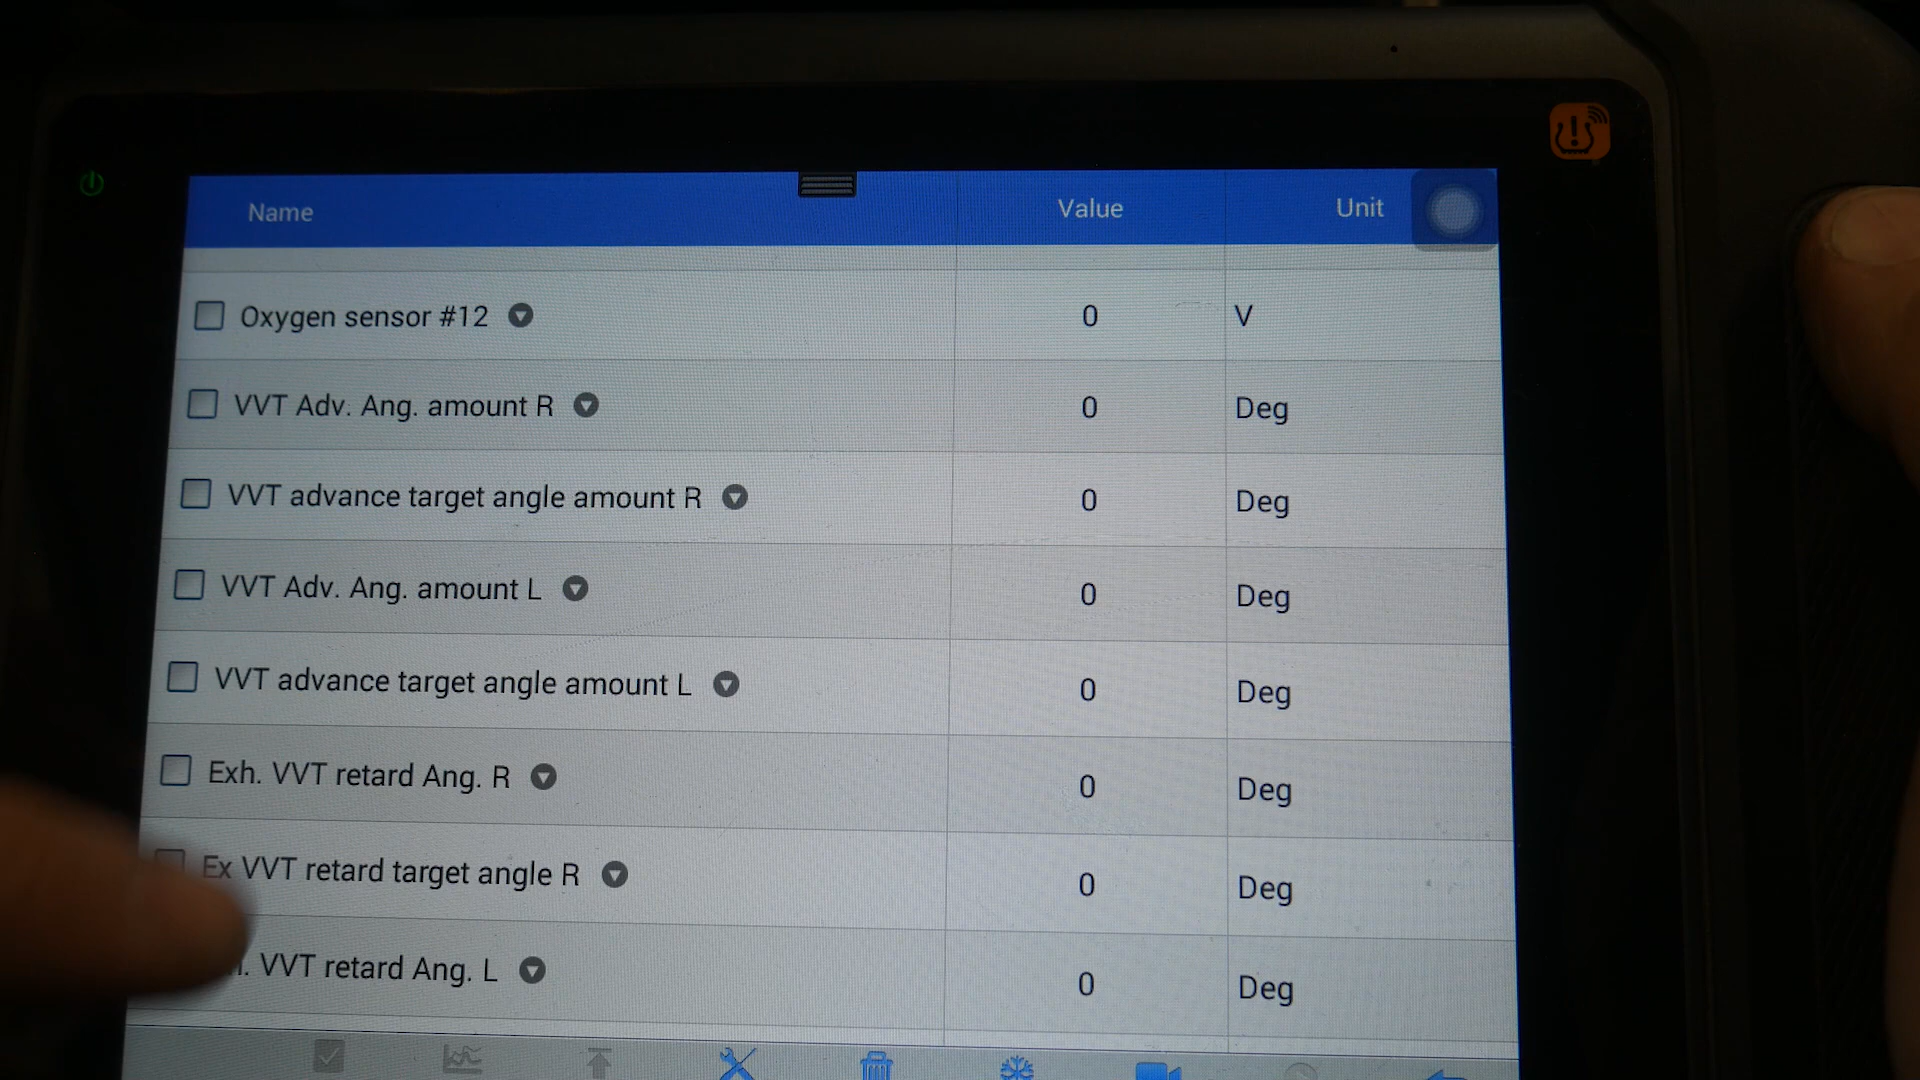 Name Value Unit
Oxygen sensor #12 0 V
VVT Adv. Ang. amount R 0 Deg
VVT advance target angle amount R 0 Deg
VVT Adv. Ang. amount L 0 Deg
VVT advance target angle amount L 0 Deg
Exh. VVT retard Ang. R 0 Deg
Ex VVT retard target angle R 0 Deg
VVT retard Ang. L 0 Deg